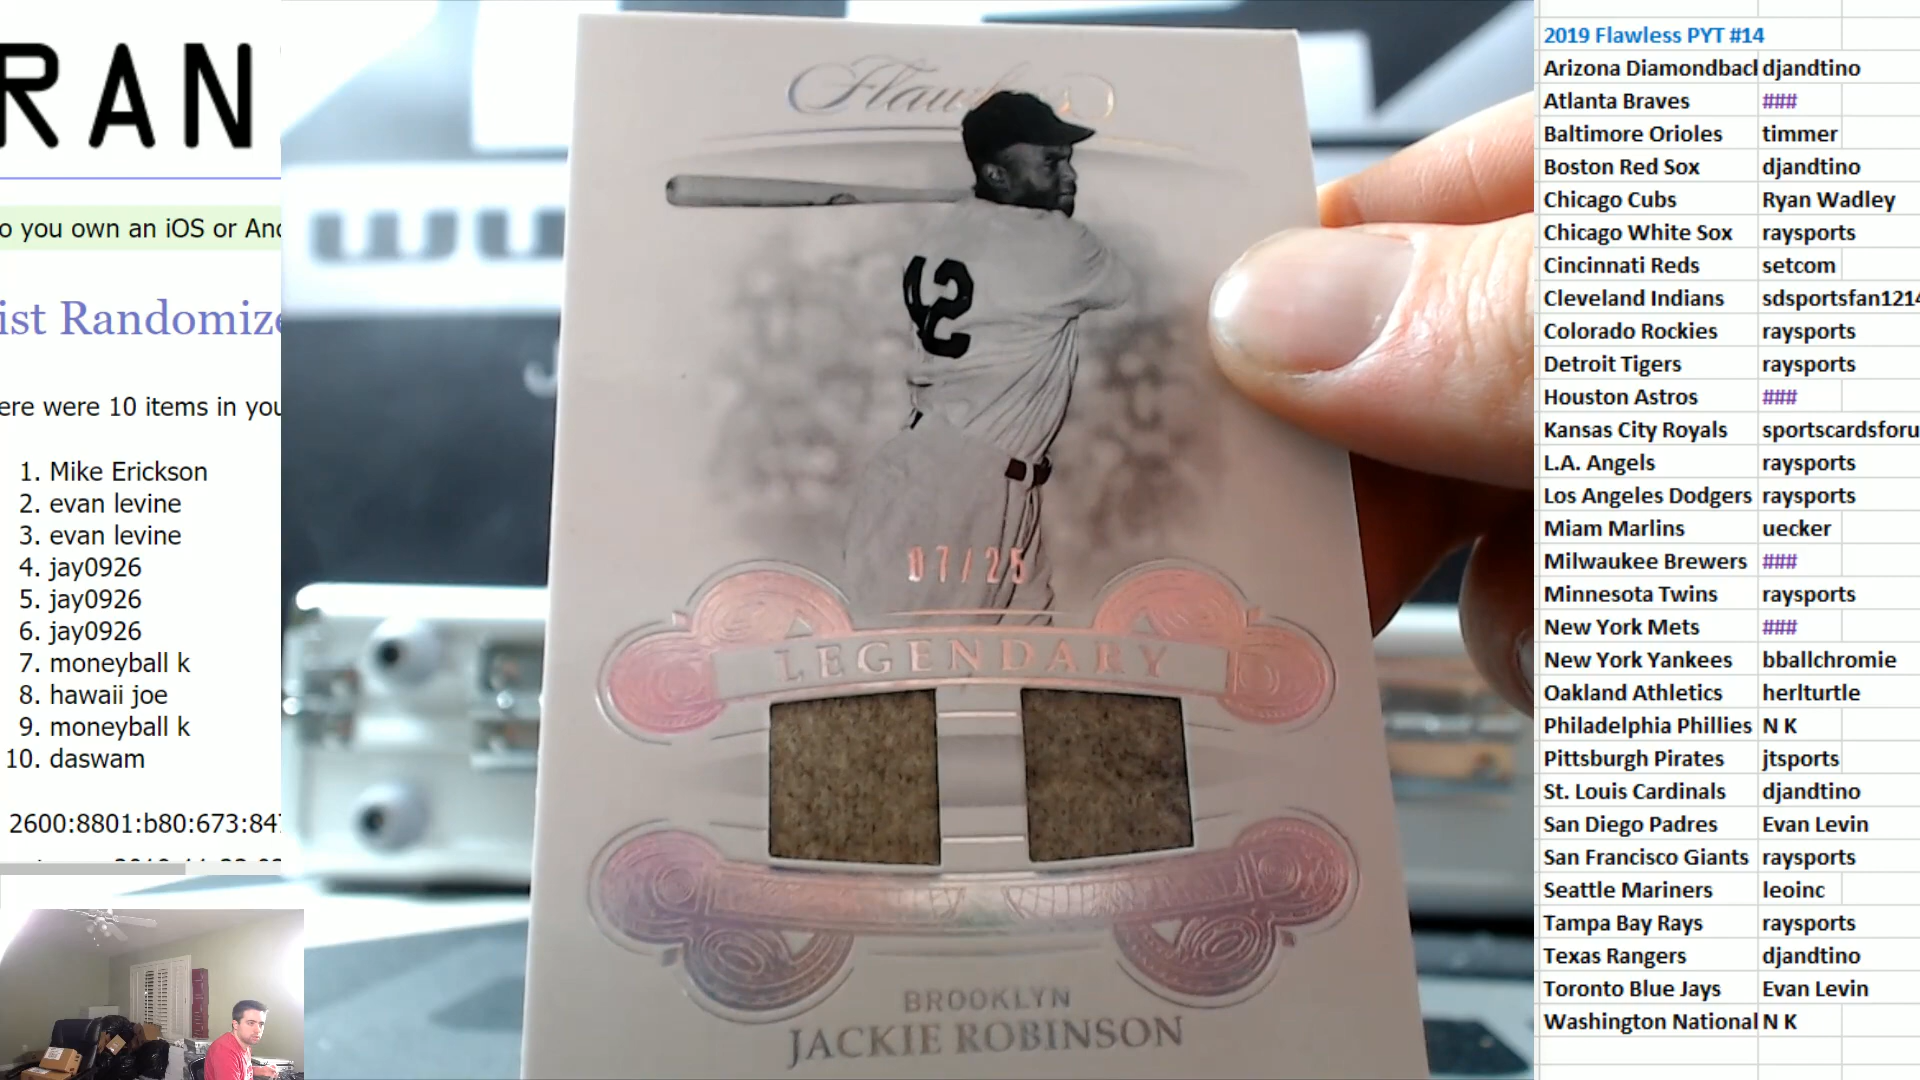 RAN
o you own an iOS or And
ist Randomize
ere were 10 items in you
1. Mike Erickson
2. evan levine
3. evan levine
4. jay0926
5. jay0926
6. jay0926
7. moneyball k
8. hawaii joe
9. moneyball k
10. daswam
2600:8801:b80:673:847
Flawless
42
07/25
LEGENDARY
BROOKLYN
JACKIE ROBINSON
2019 Flawless PYT #14
Arizona Diamondback djandtino
Atlanta Braves ###
Baltimore Orioles timmer
Boston Red Sox djandtino
Chicago Cubs Ryan Wadley
Chicago White Sox raysports
Cincinnati Reds setcom
Cleveland Indians sdsportsfan1214
Colorado Rockies raysports
Detroit Tigers raysports
Houston Astros ###
Kansas City Royals sportscardsforu
L.A. Angels raysports
Los Angeles Dodgers raysports
Miam Marlins uecker
Milwaukee Brewers ###
Minnesota Twins raysports
New York Mets ###
New York Yankees bballchromie
Oakland Athletics herlturtle
Philadelphia Phillies N K
Pittsburgh Pirates jtsports
St. Louis Cardinals djandtino
San Diego Padres Evan Levin
San Francisco Giants raysports
Seattle Mariners leoinc
Tampa Bay Rays raysports
Texas Rangers djandtino
Toronto Blue Jays Evan Levin
Washington National N K